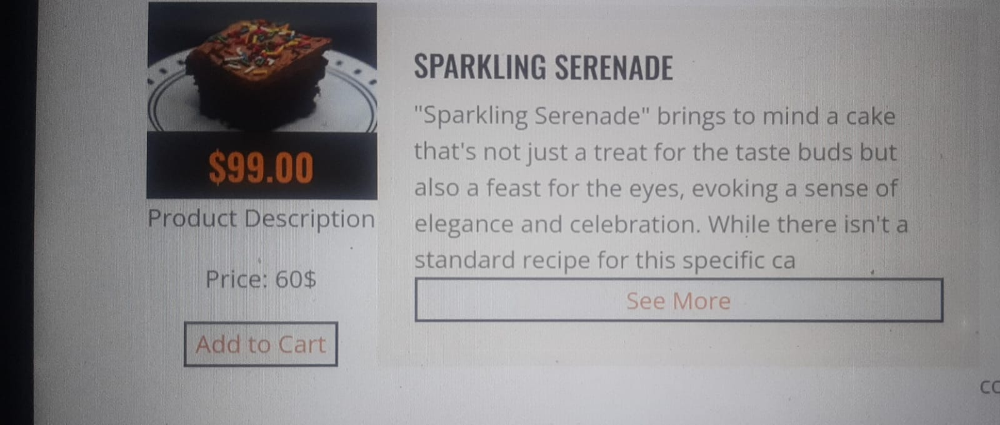 $99.00
Product Description
Price: 60$
Add to Cart
SPARKLING SERENADE
"Sparkling Serenade" brings to mind a cake
that's not just a treat for the taste buds but
also a feast for the eyes, evoking a sense of
elegance and celebration. While there isn't a
standard recipe for this specific ca
See More